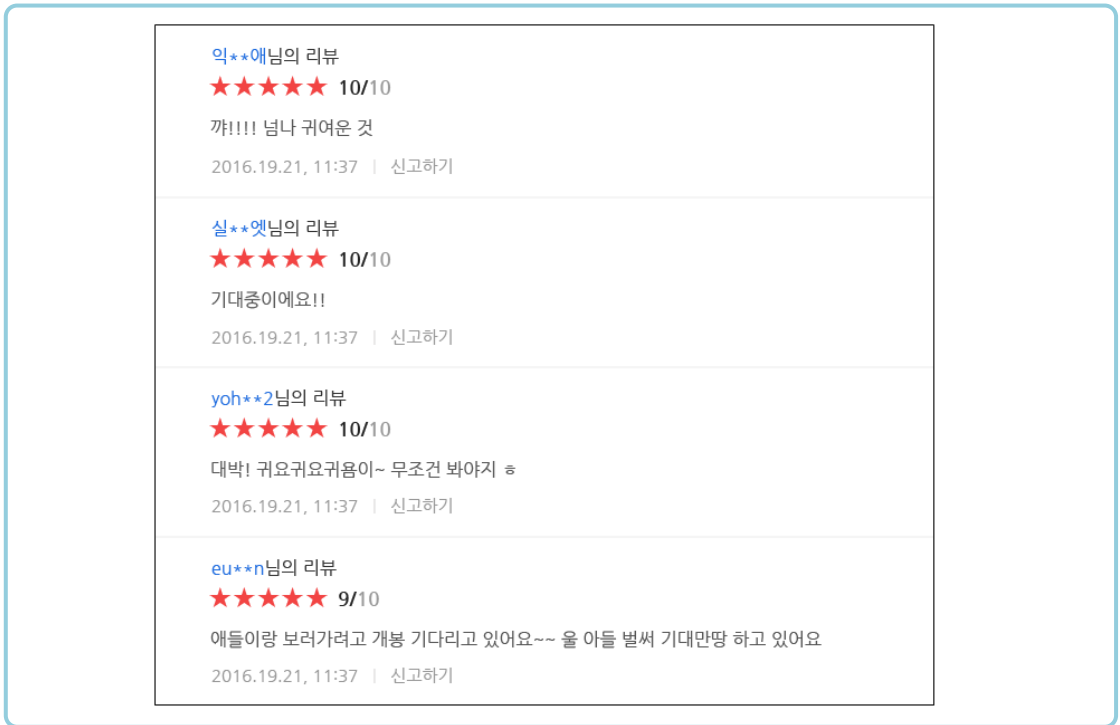 익**애님의 리뷰
★★★★★ 10/10
꺄!!!! 넘나 귀여운 것
2016.19.21, 11:37 | 신고하기
실**엣님의 리뷰
★★★★★ 10/10
기대중이에요!!
2016.19.21, 11:37 | 신고하기
yoh**2님의 리뷰
★★★★★ 10/10
대박! 귀요귀요귀욤이~ 무조건 봐야지 ㅎ
2016.19.21, 11:37 | 신고하기
eu**n님의 리뷰
★★★★★ 9/10
애들이랑 보러가려고 개봉 기다리고 있어요~~ 울 아들 벌써 기대만땅 하고 있어요
2016.19.21, 11:37 | 신고하기